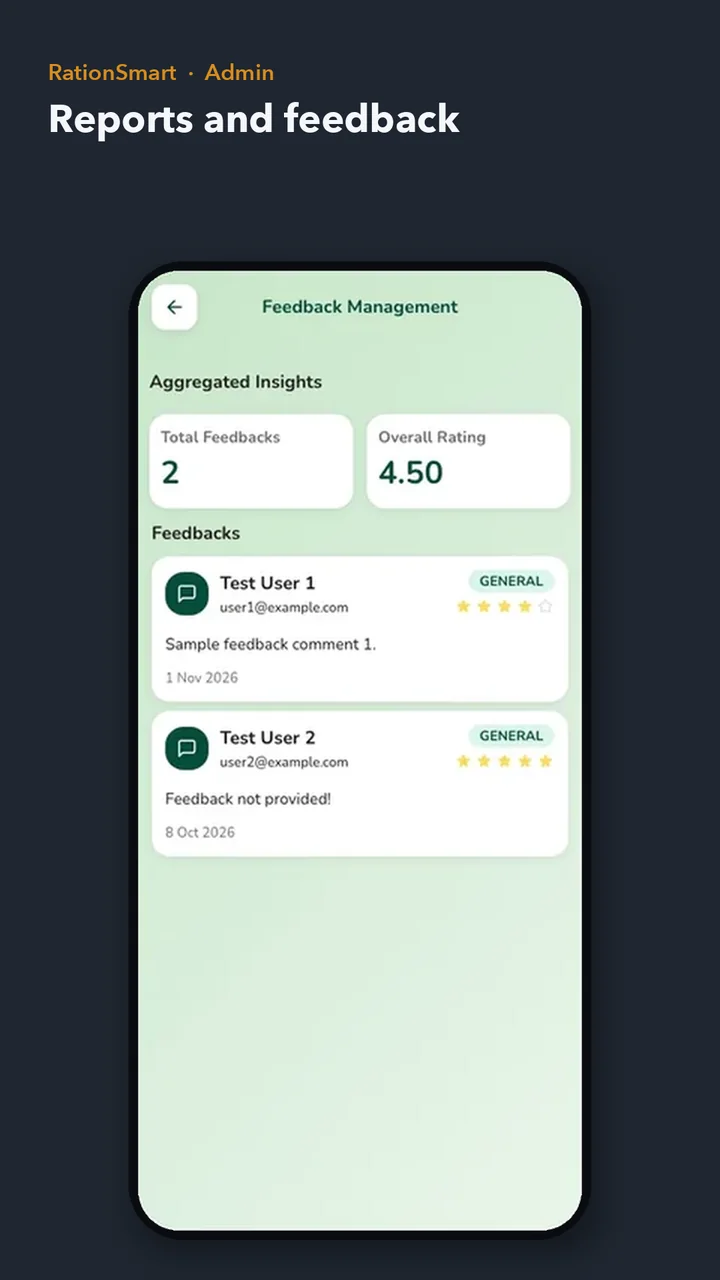 RationSmart · Admin
Reports and feedback
Feedback Management
Aggregated Insights
Total Feedbacks
2
Overall Rating
4.50
Feedbacks
Test User 1
GENERAL
user1@example.com
Sample feedback comment 1.
1 Nov 2026
Test User 2
GENERAL
user2@example.com
Feedback not provided!
8 Oct 2026